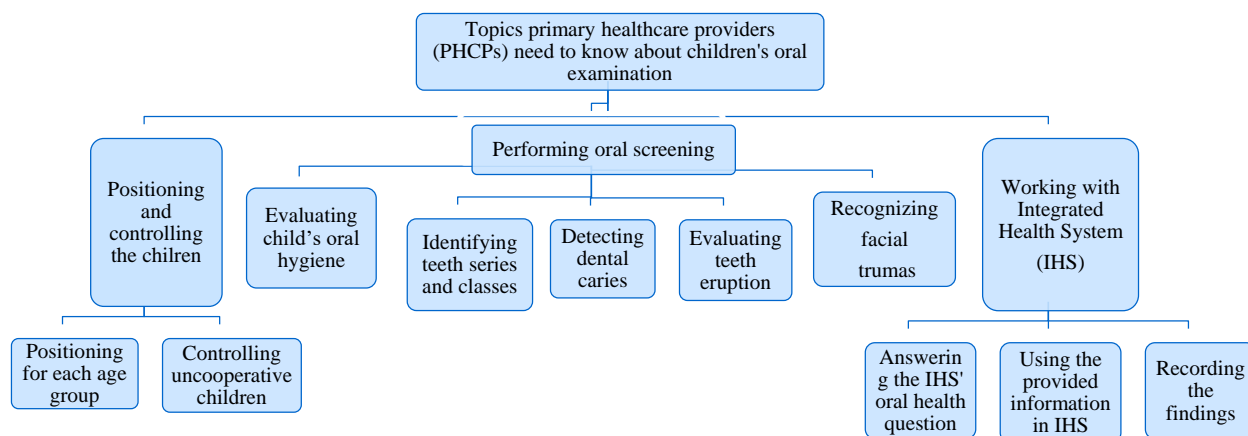 Topics primary healthcare providers
(PHCPs) need to know about children's oral
examination
Positioning
and
controlling
the chilren
Performing oral screening
Working with
Integrated
Health System
(IHS)
Evaluating
child’s oral
hygiene
Identifying
teeth series
and classes
Detecting
dental
caries
Evaluating
teeth
eruption
Recognizing
facial
trumas
Positioning
for each age
group
Controlling
uncooperative
children
Answerin
g the IHS'
oral health
question
Using the
provided
information
in IHS
Recording
the
findings